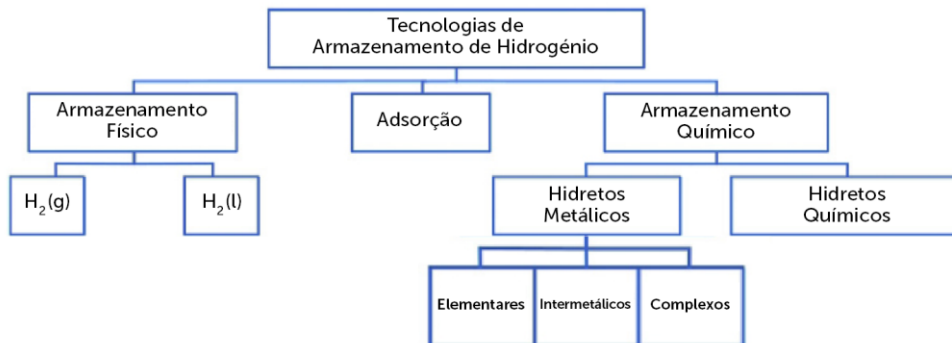 Tecnologias de
Armazenamento de Hidrogénio
Armazenamento
Físico
Adsorção
Armazenamento
Químico
H₂(g)
H₂(l)
Hidretos
Metálicos
Hidretos
Químicos
Elementares
Intermetálicos
Complexos